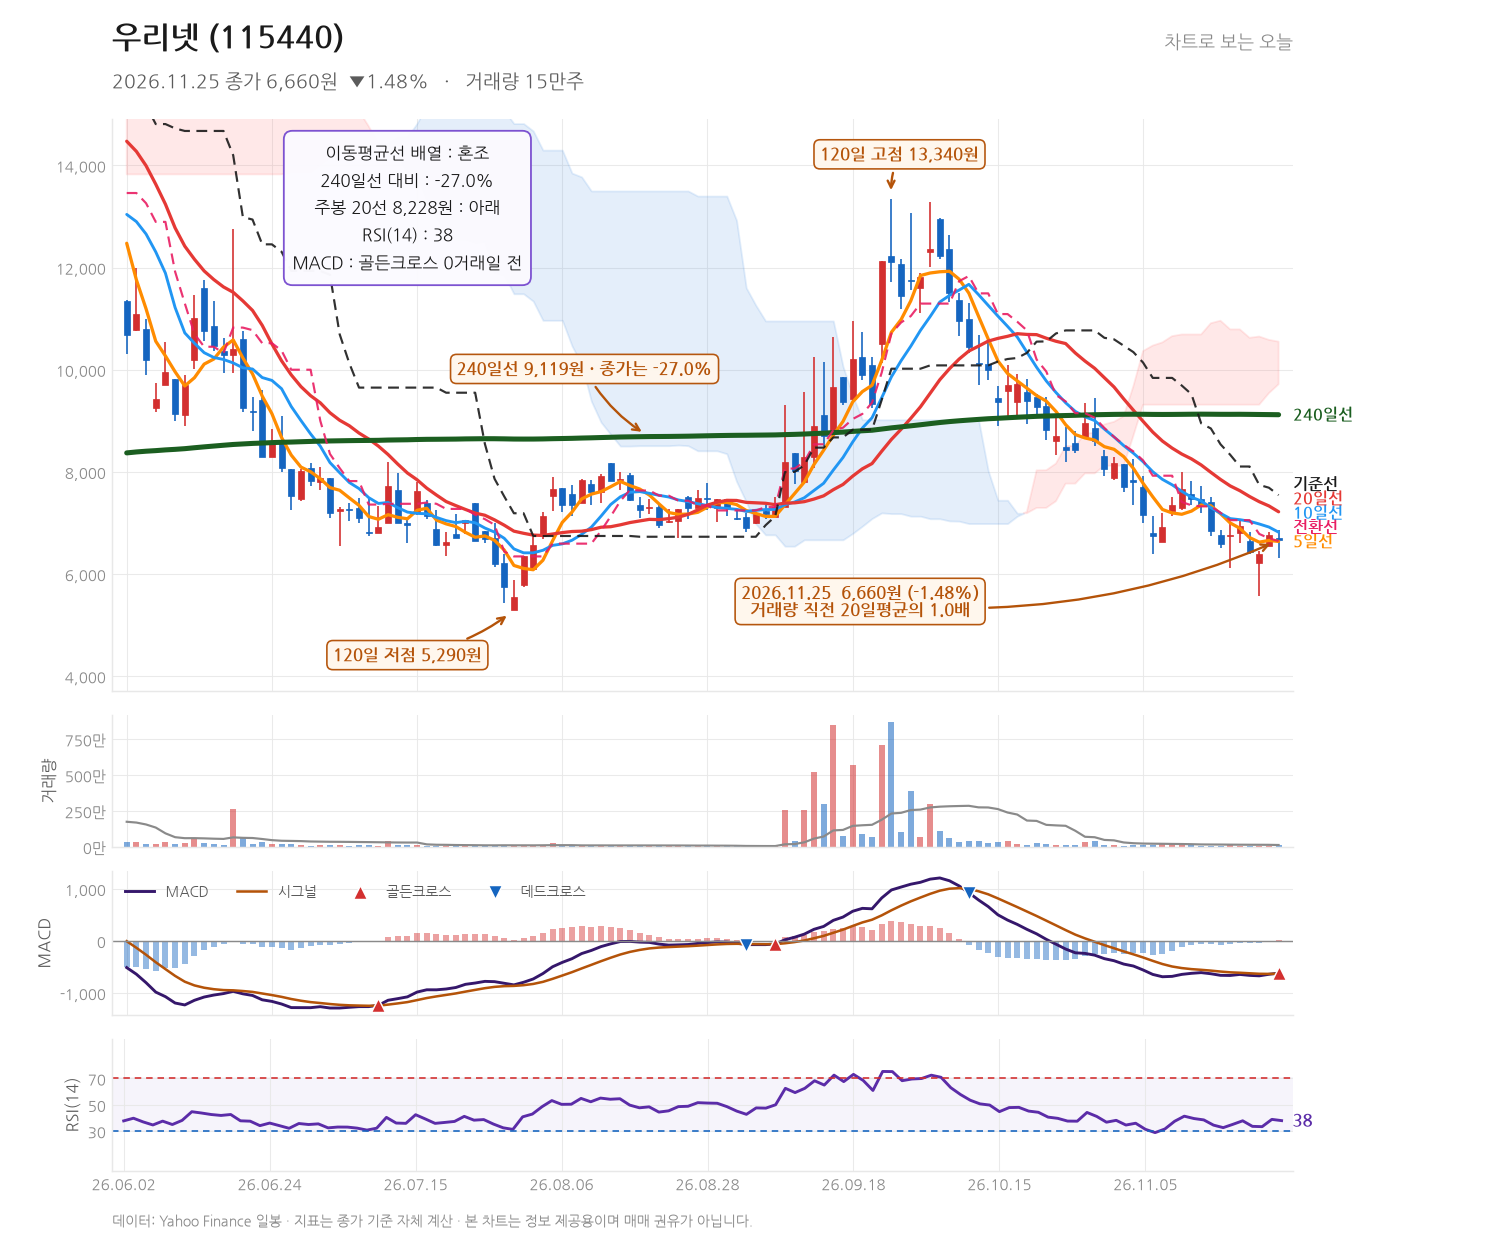 우리넷 (115440)
차트로 보는 오늘
2026.11.25 종가 6,660원 ▼1.48% · 거래량 15만주
이동평균선 배열 : 혼조
240일선 대비 : -27.0%
주봉 20선 8,228원 : 아래
RSI(14) : 38
MACD : 골든크로스 0거래일 전
120일 고점 13,340원
240일선 9,119원 · 종가는 -27.0%
2026.11.25 6,660원 (-1.48%)
거래량 직전 20일평균의 1.0배
120일 저점 5,290원
14,000
12,000
10,000
8,000
6,000
4,000
240일선
기준선
20일선
10일선
전환선
5일선
거래량
750만
500만
250만
0만
MACD
1,000
0
-1,000
MACD
시그널
골든크로스
데드크로스
RSI(14)
70
50
30
38
26.06.02
26.06.24
26.07.15
26.08.06
26.08.28
26.09.18
26.10.15
26.11.05
데이터: Yahoo Finance 일봉 · 지표는 종가 기준 자체 계산 · 본 차트는 정보 제공용이며 매매 권유가 아닙니다.